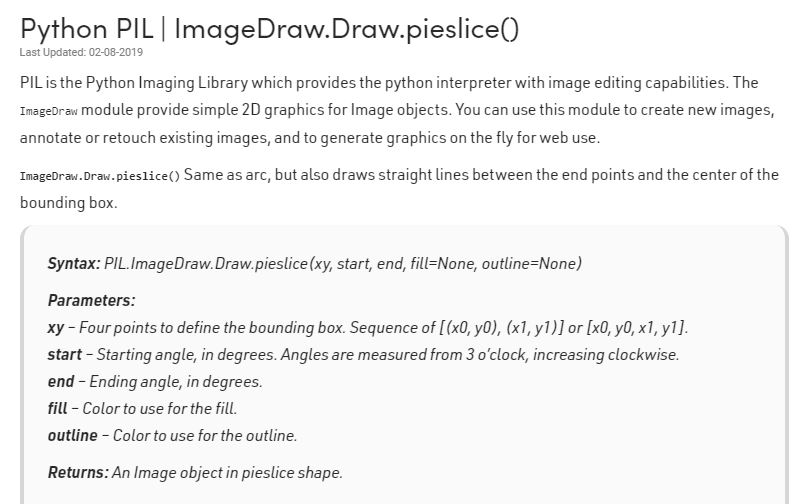 Python PIL | ImageDraw.Draw.pieslice()
Last Updated: 02-08-2019
PIL is the Python Imaging Library which provides the python interpreter with image editing capabilities. The
ImageDraw module provide simple 2D graphics for Image objects. You can use this module to create new images,
annotate or retouch existing images, and to generate graphics on the fly for web use.
ImageDraw.Draw.pieslice() Same as arc, but also draws straight lines between the end points and the center of the
bounding box.
Syntax: PIL.ImageDraw.Draw.pieslice(xy, start, end, fill=None, outline=None)
Parameters:
xy – Four points to define the bounding box. Sequence of [(x0, y0), (x1, y1)] or [x0, y0, x1, y1].
start – Starting angle, in degrees. Angles are measured from 3 o’clock, increasing clockwise.
end – Ending angle, in degrees.
fill – Color to use for the fill.
outline – Color to use for the outline.
Returns: An Image object in pieslice shape.